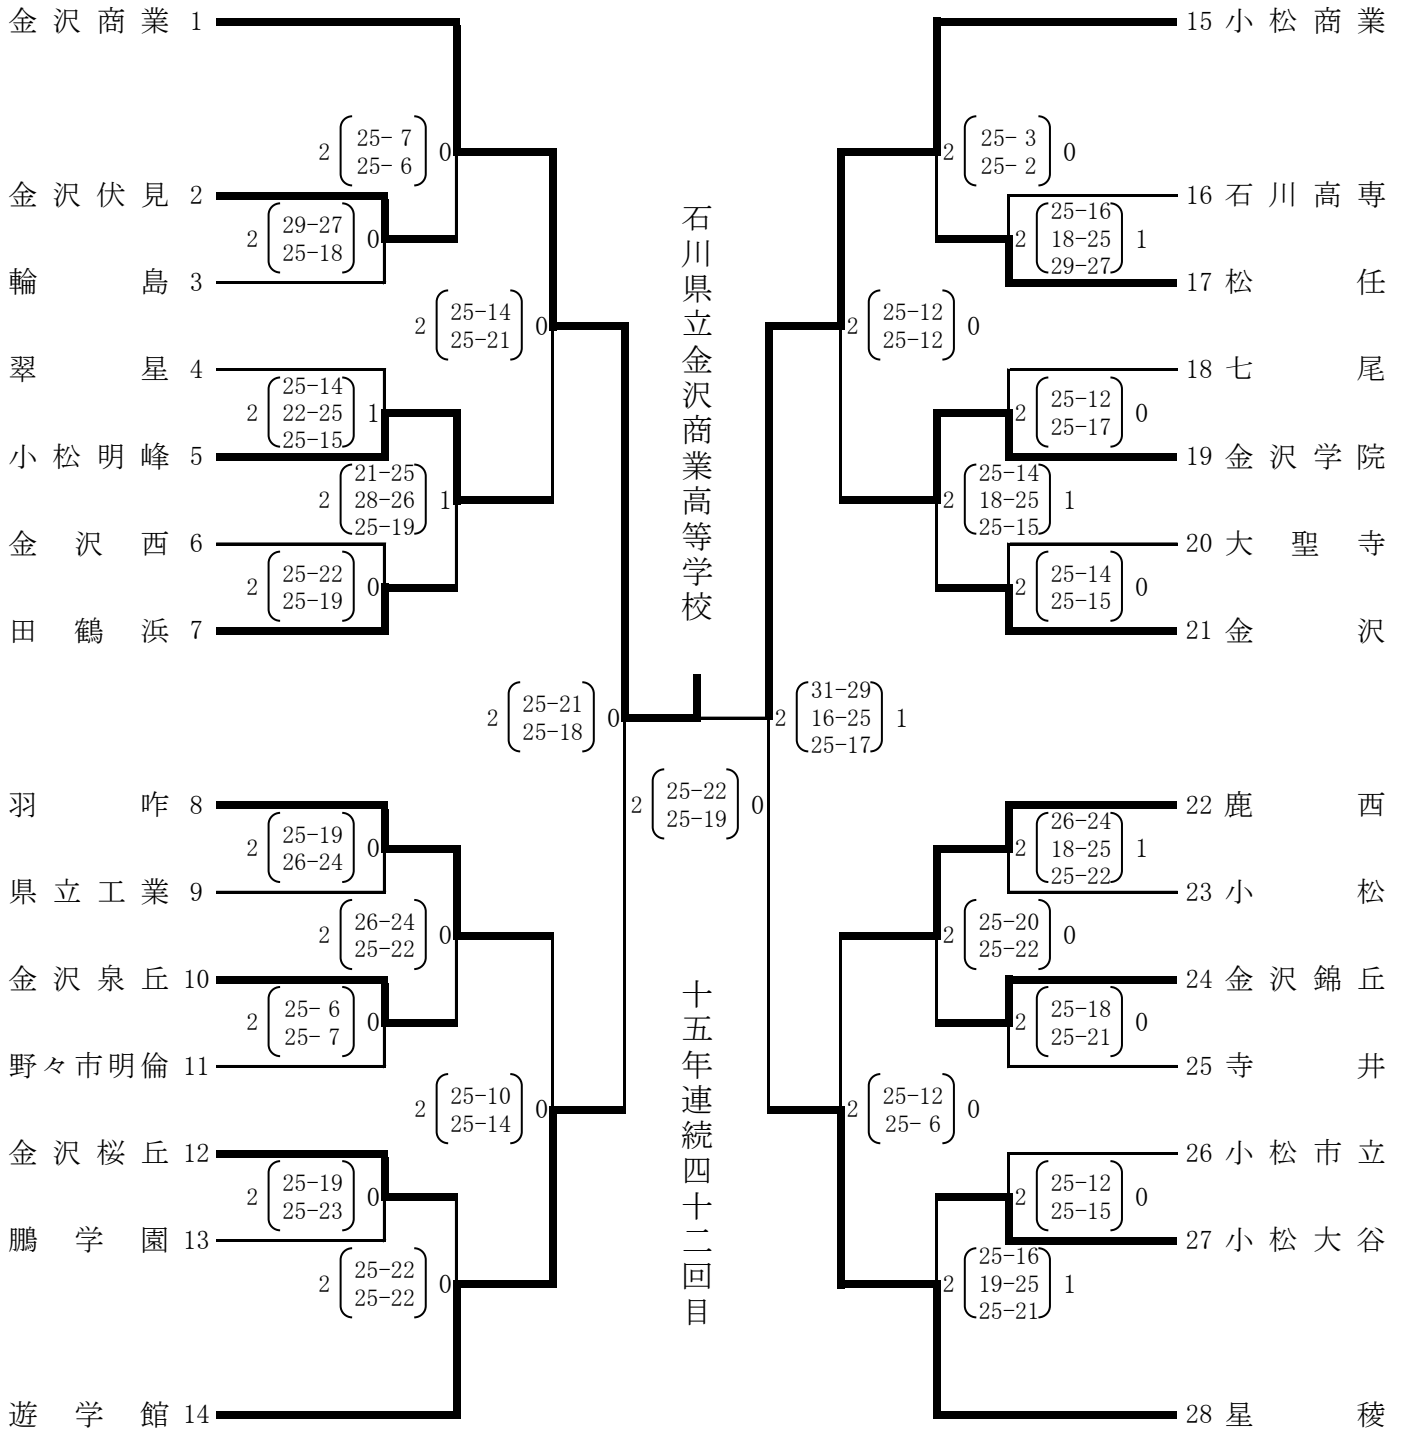 金沢商業 1
2 25- 7 0
25- 6
金沢伏見 2
2 29-27 0
25-18
輪島 3
2 25-14 0
25-21
翠星 4
25-14
2 22-25 1
25-15
小松明峰 5
21-25
2 28-26 1
25-19
金沢西 6
2 25-22 0
25-19
田鶴浜 7
2 25-21 0
25-18
羽咋 8
2 25-19 0
26-24
県立工業 9
2 26-24 0
25-22
金沢泉丘 10
2 25- 6 0
25- 7
野々市明倫 11
2 25-10 0
25-14
金沢桜丘 12
2 25-19 0
25-23
鵬学園 13
2 25-22 0
25-22
遊学館 14
石川県立金沢商業高等学校
2 25-22 0
25-19
十五年連続四十二回目
15 小松商業
2 25- 3 0
25- 2
16 石川高専
25-16
2 18-25 1
29-27
17 松任
2 25-12 0
25-12
18 七尾
2 25-12 0
25-17
19 金沢学院
25-14
2 18-25 1
25-15
20 大聖寺
2 25-14 0
25-15
21 金沢
31-29
2 16-25 1
25-17
22 鹿西
26-24
2 18-25 1
25-22
23 小松
2 25-20 0
25-22
24 金沢錦丘
2 25-18 0
25-21
25 寺井
2 25-12 0
25- 6
26 小松市立
2 25-12 0
25-15
27 小松大谷
25-16
2 19-25 1
25-21
28 星稜